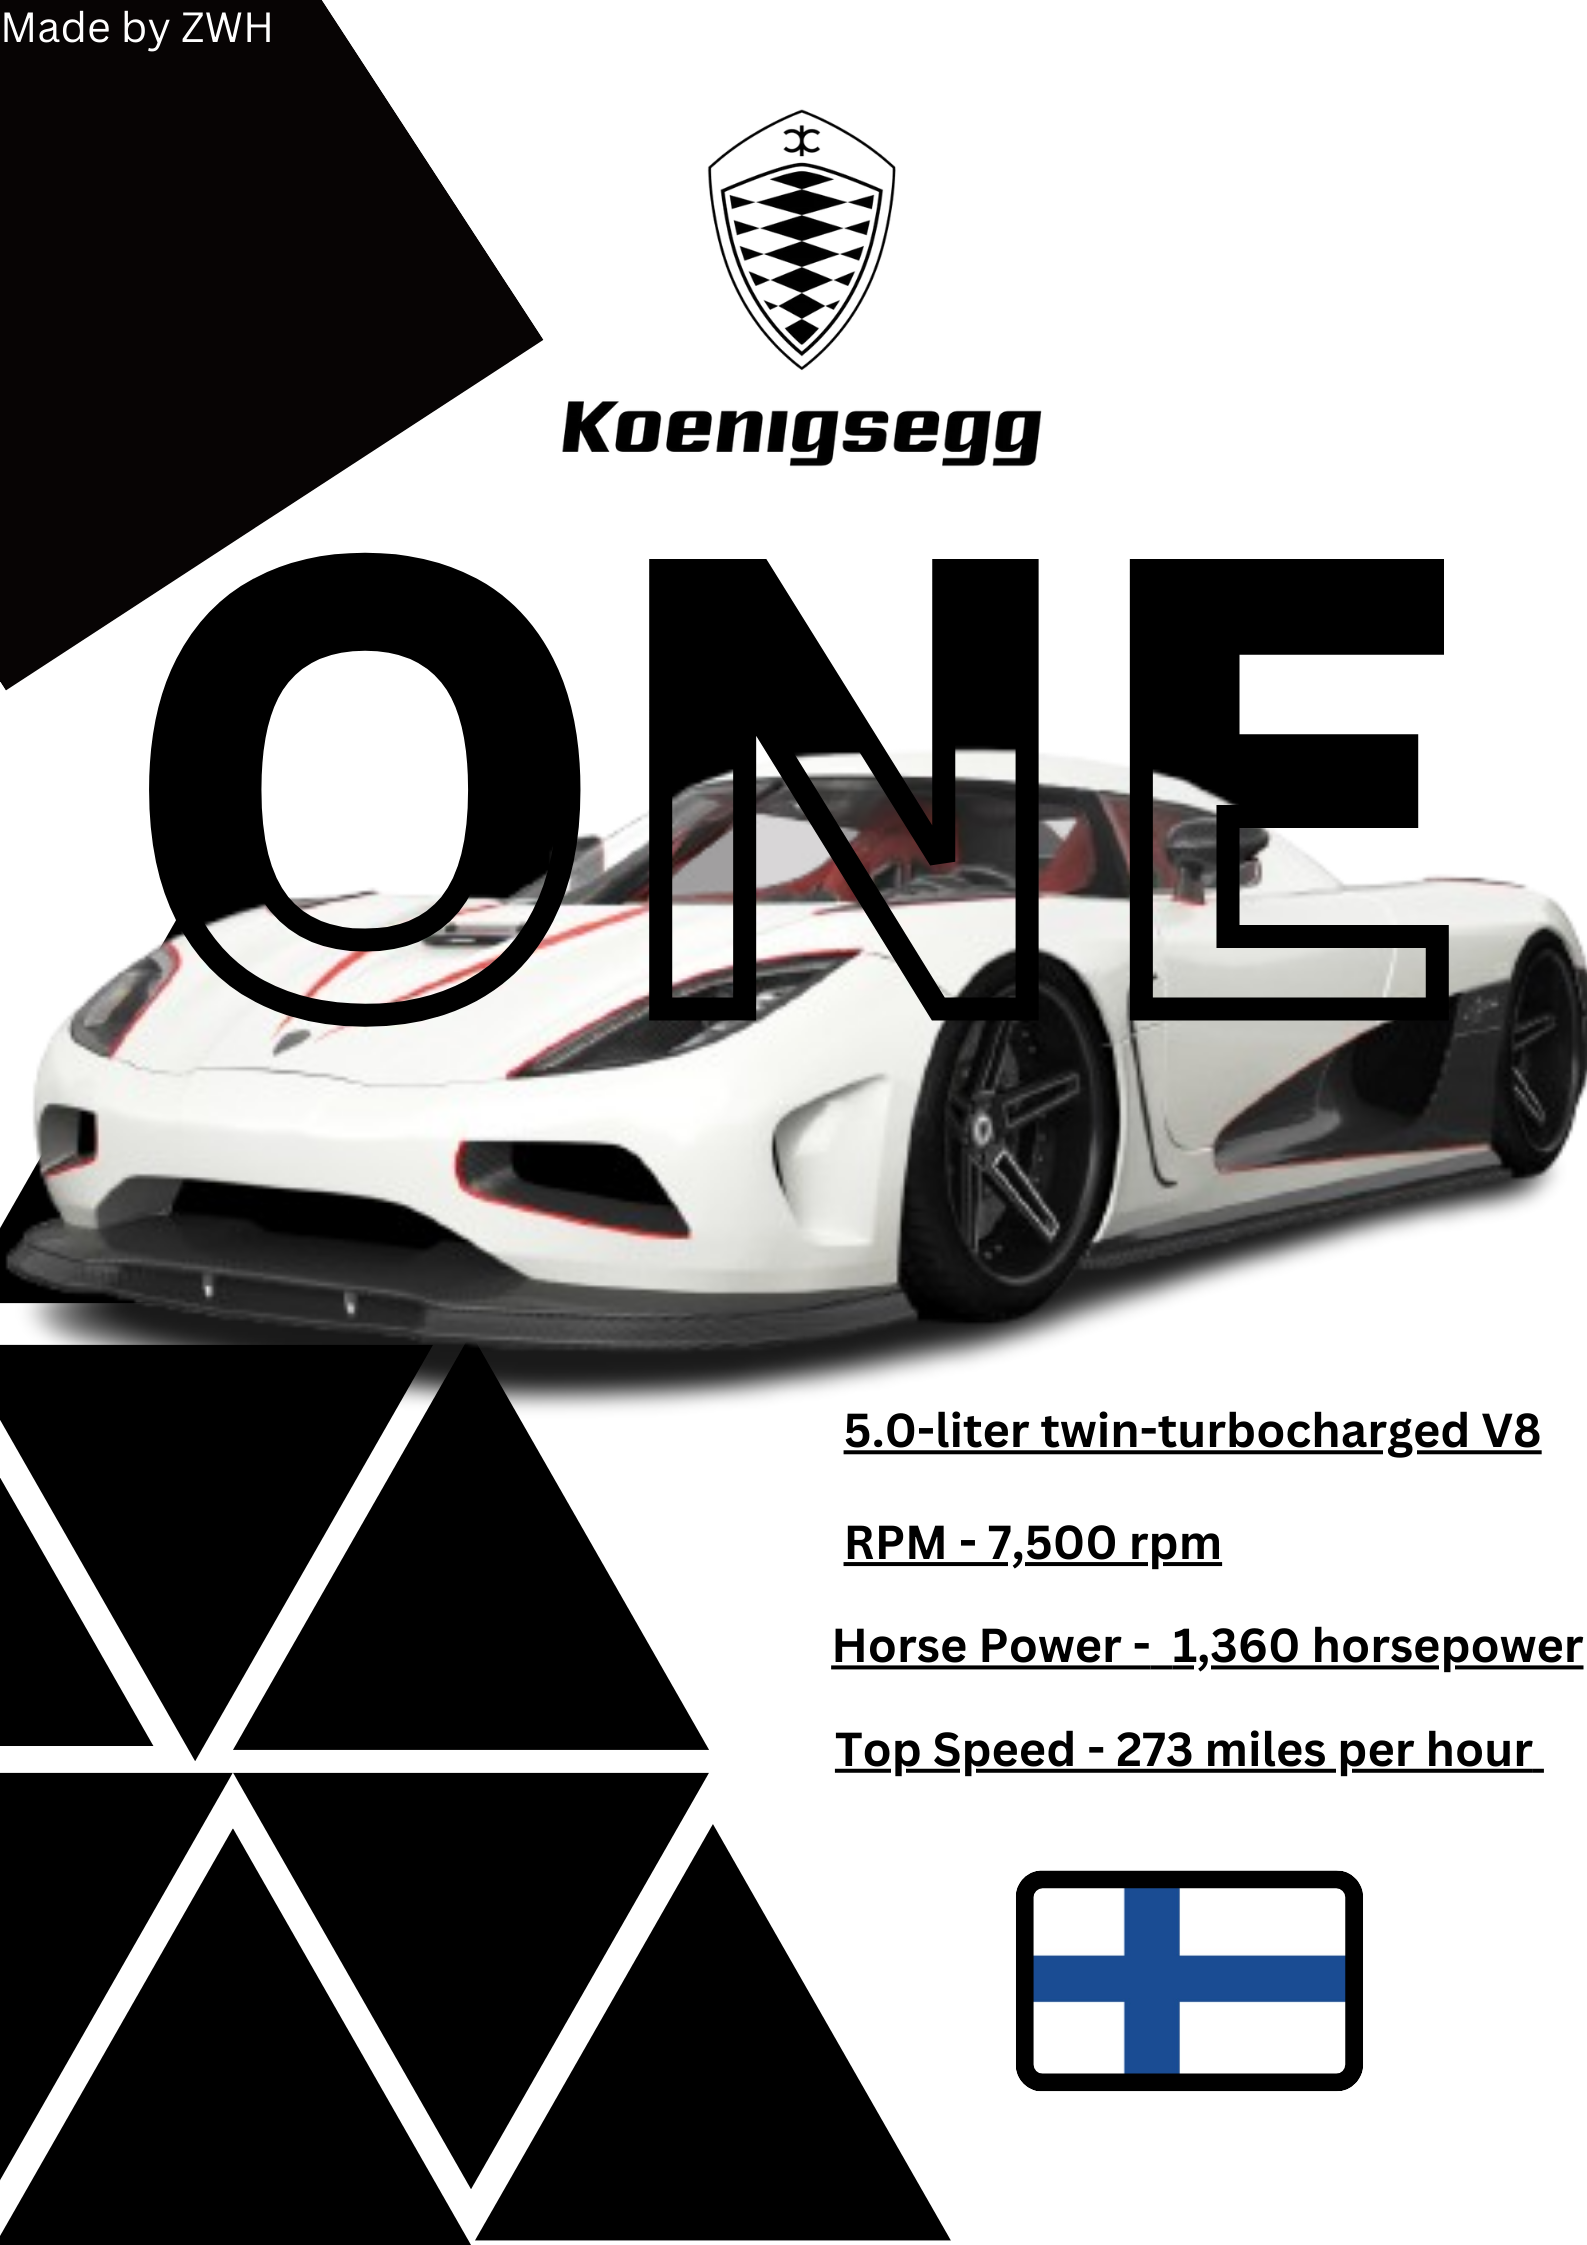 Made by ZWH
Koenigsegg
ONE
5.0-liter twin-turbocharged V8
RPM - 7,500 rpm
Horse Power -  1,360 horsepower
Top Speed - 273 miles per hour